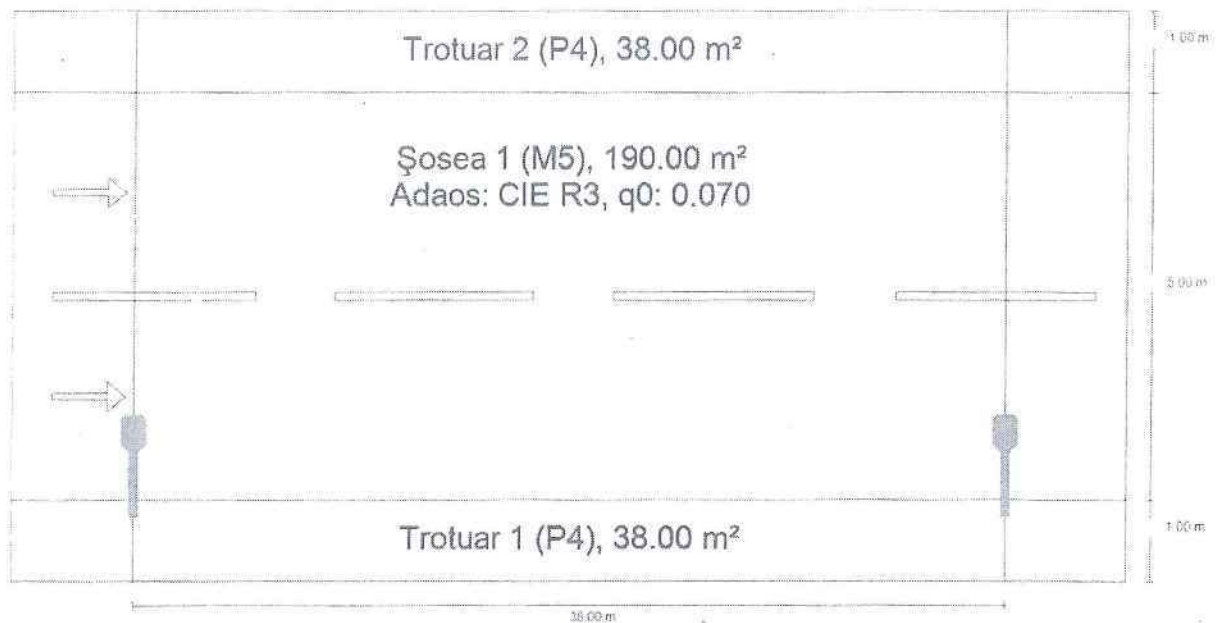 Trotuar 2 (P4), 38.00 m²
1.00 m
Şosea 1 (M5), 190.00 m²
Adaos: CIE R3, q0: 0.070
5.00 m
Trotuar 1 (P4), 38.00 m²
1.00 m
38.00 m